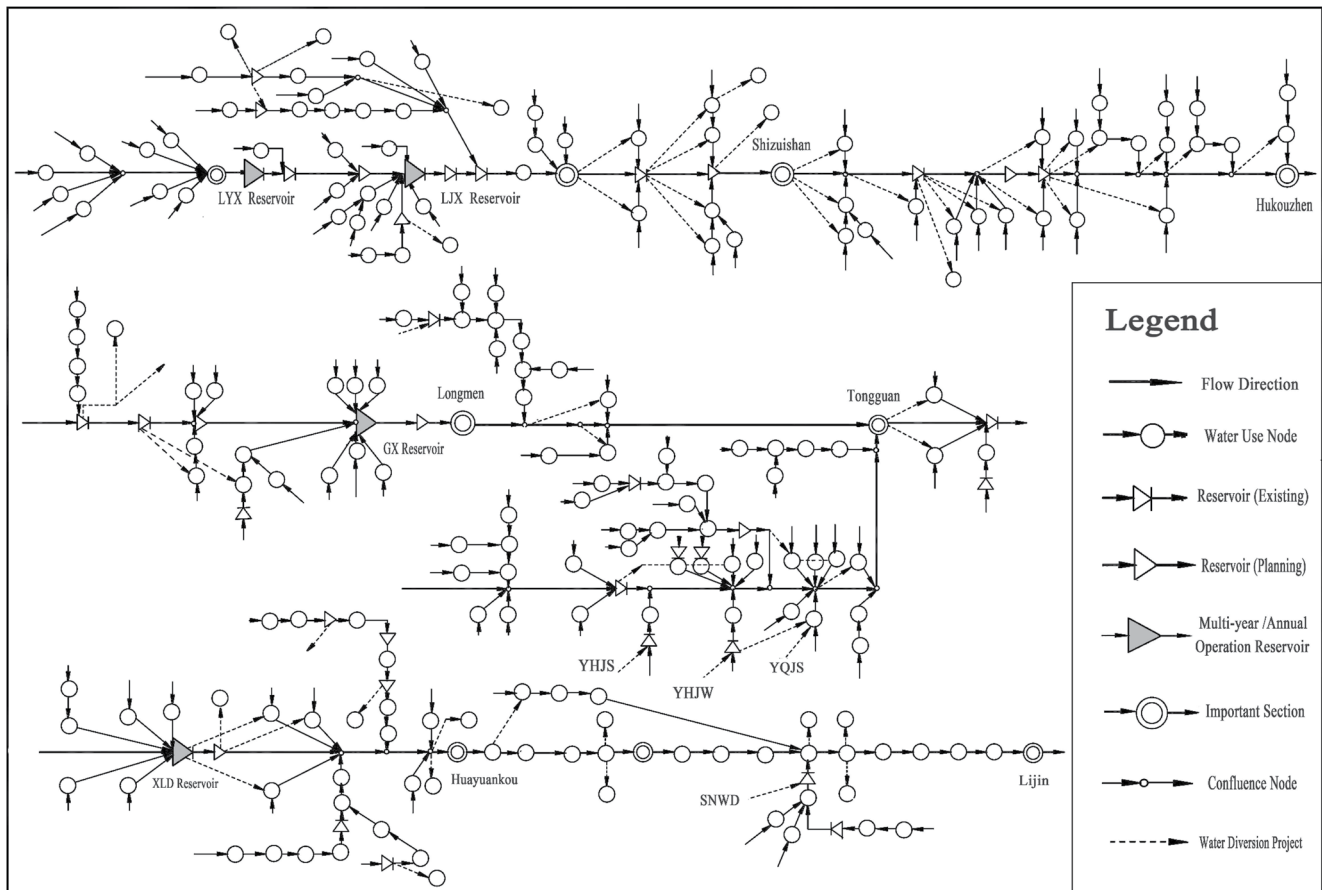 LYX Reservoir
LJX Reservoir
Shizuishan
Hukouzhen
Longmen
GX Reservoir
Tongguan
YHJS
YHJW
YQJS
XLD Reservoir
Huayuankou
SNWD
Lijin
Legend
Flow Direction
Water Use Node
Reservoir (Existing)
Reservoir (Planning)
Multi-year /Annual
Operation Reservoir
Important Section
Confluence Node
Water Diversion Project